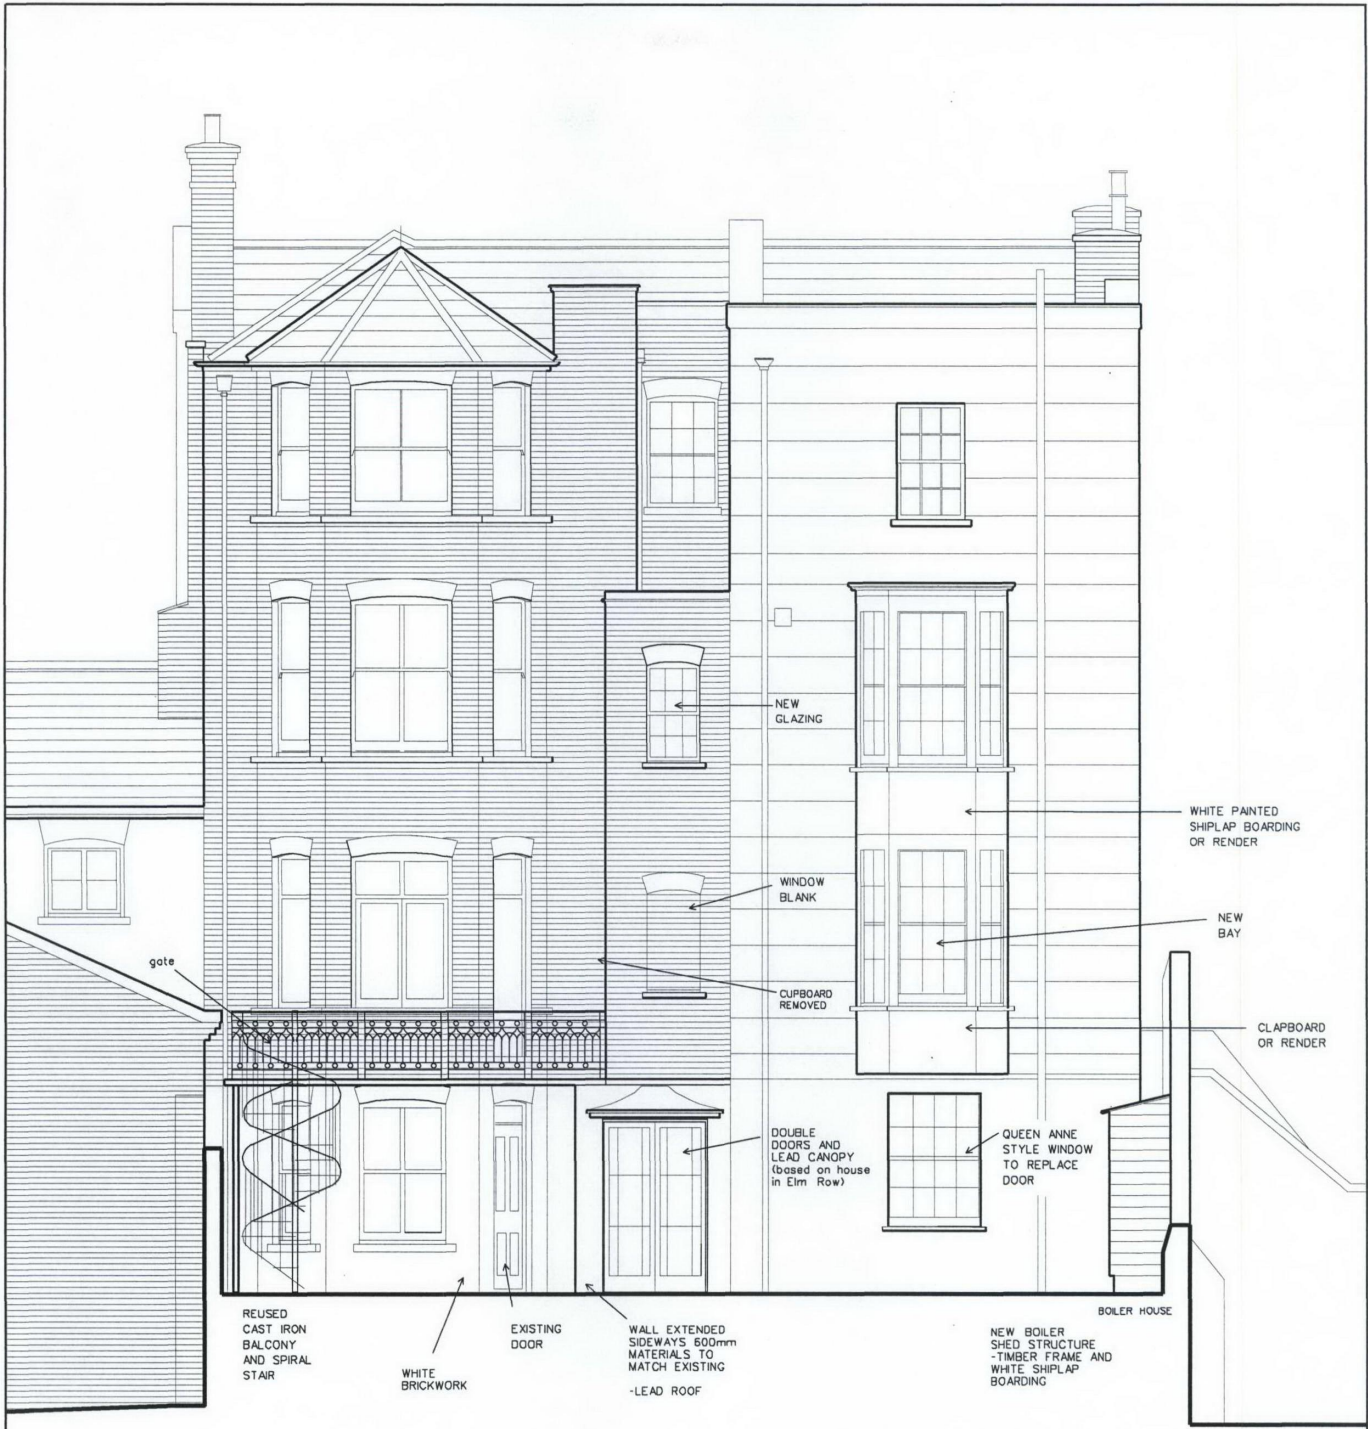 NEW
GLAZING
WHITE PAINTED
SHIPLAP BOARDING
OR RENDER
WINDOW
BLANK
NEW
BAY
gate
CUPBOARD
REMOVED
CLAPBOARD
OR RENDER
DOUBLE
DOORS AND
LEAD CANOPY
(based on house
in Elm Row)
QUEEN ANNE
STYLE WINDOW
TO REPLACE
DOOR
REUSED
CAST IRON
BALCONY
AND SPIRAL
STAIR
WHITE
BRICKWORK
EXISTING
DOOR
WALL EXTENDED
SIDEWAYS 600mm
MATERIALS TO
MATCH EXISTING
-LEAD ROOF
NEW BOILER
SHED STRUCTURE
-TIMBER FRAME AND
WHITE SHIPLAP
BOARDING
BOILER HOUSE